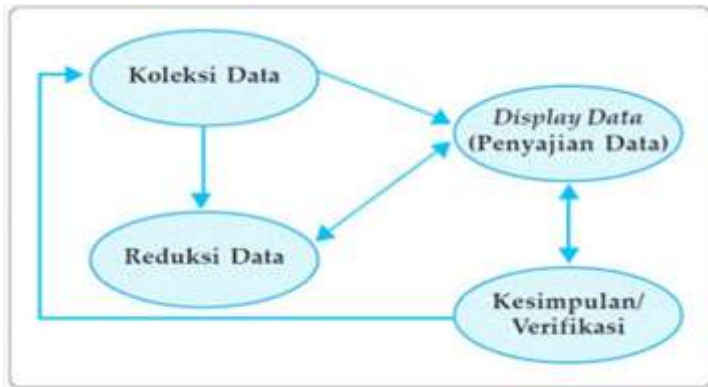 Koleksi Data
Display Data
(Penyajian Data)
Reduksi Data
Kesimpulan/
Verifikasi